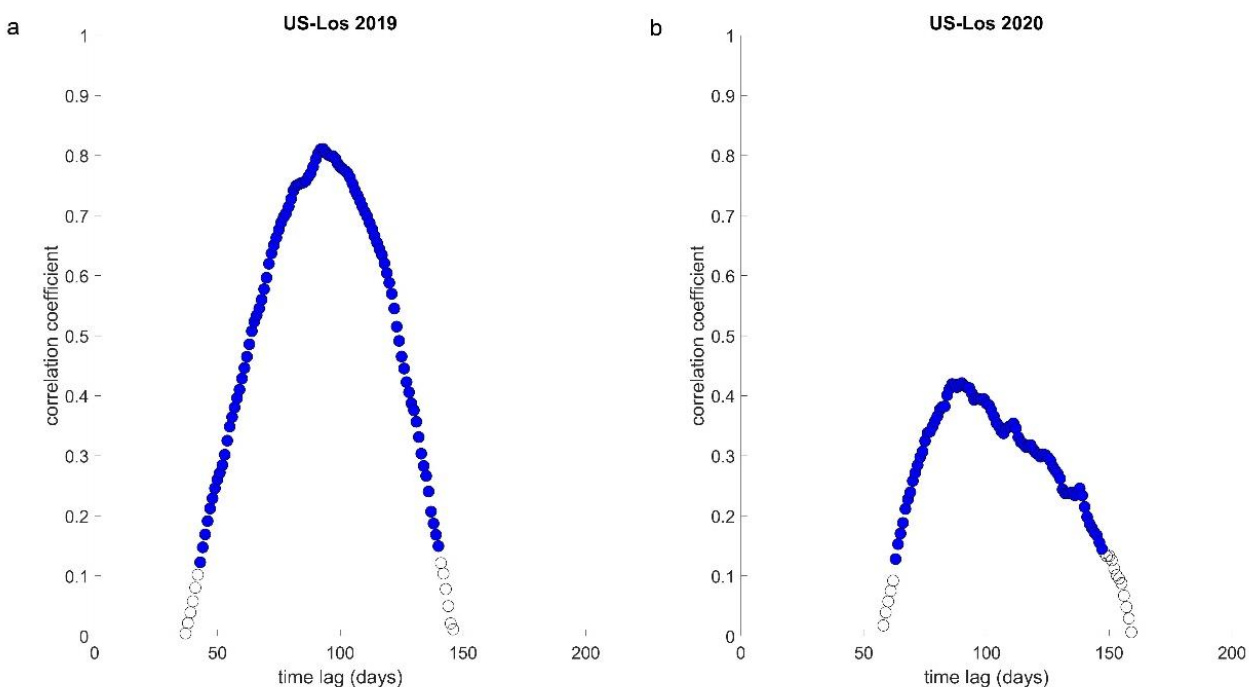 a
US-Los 2019
1
0.9
0.8
0.7
0.6
0.5
0.4
0.3
0.2
0.1
0
correlation coefficient
0 50 100 150 200
time lag (days)
b
US-Los 2020
1
0.9
0.8
0.7
0.6
0.5
0.4
0.3
0.2
0.1
0
correlation coefficient
0 50 100 150 200
time lag (days)